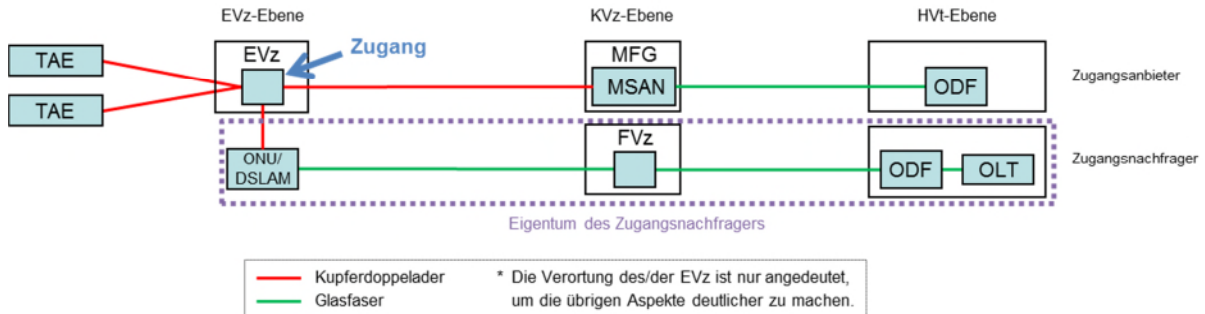 EVz-Ebene
KVz-Ebene
HVt-Ebene
TAE
EVz
Zugang
MFG
MSAN
ODF
Zugangsanbieter
TAE
ONU/
DSLAM
FVz
ODF
OLT
Zugangsnachfrager
Eigentum des Zugangsnachfragers
Kupferdoppelader
* Die Verortung des/der EVz ist nur angedeutet,
Glasfaser
um die übrigen Aspekte deutlicher zu machen.